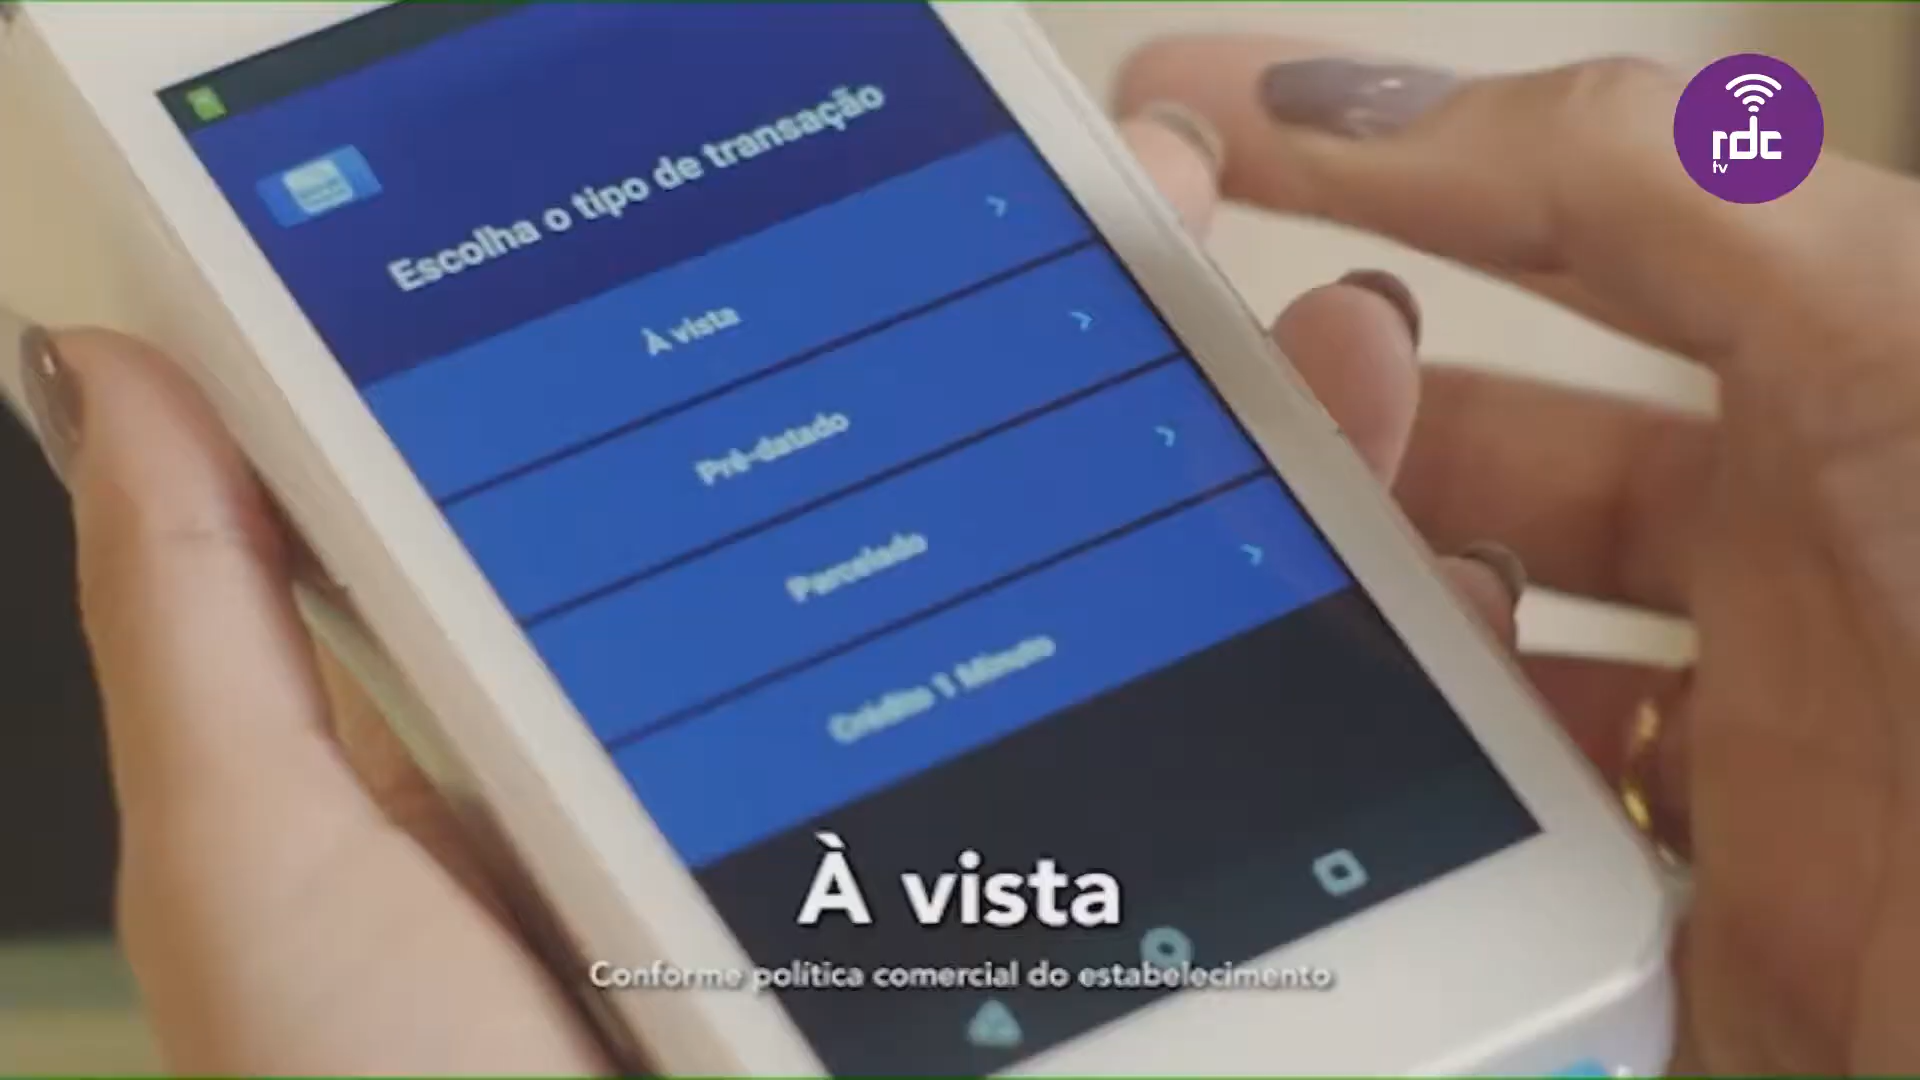 rdc
tv
Escolha o tipo de transação
À vista
Pré-datado
Parcelado
Crédito 1 Minuto
À vista
Conforme política comercial do estabelecimento